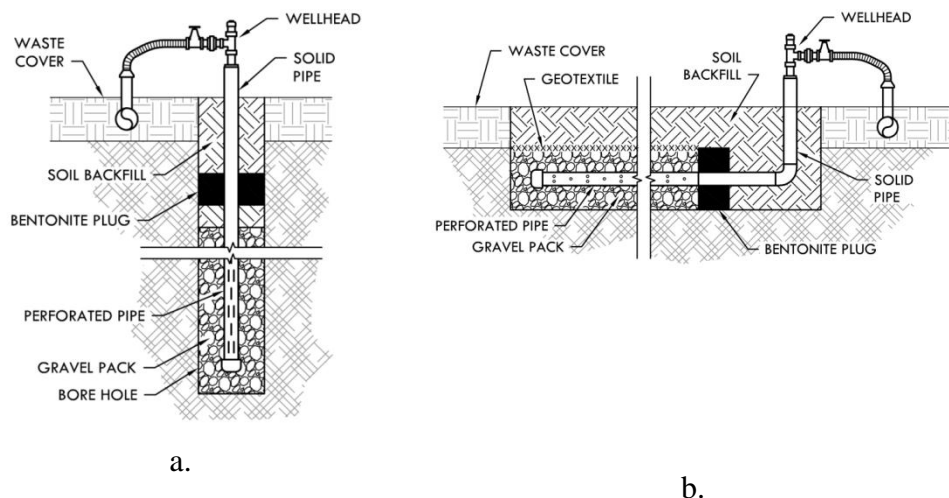 WASTE
COVER
WELLHEAD
SOLID
PIPE
SOIL BACKFILL
BENTONITE PLUG
PERFORATED PIPE
GRAVEL PACK
BORE HOLE
a.
WELLHEAD
WASTE COVER
SOIL
BACKFILL
GEOTEXTILE
SOLID
PIPE
PERFORATED PIPE
GRAVEL PACK
BENTONITE PLUG
b.